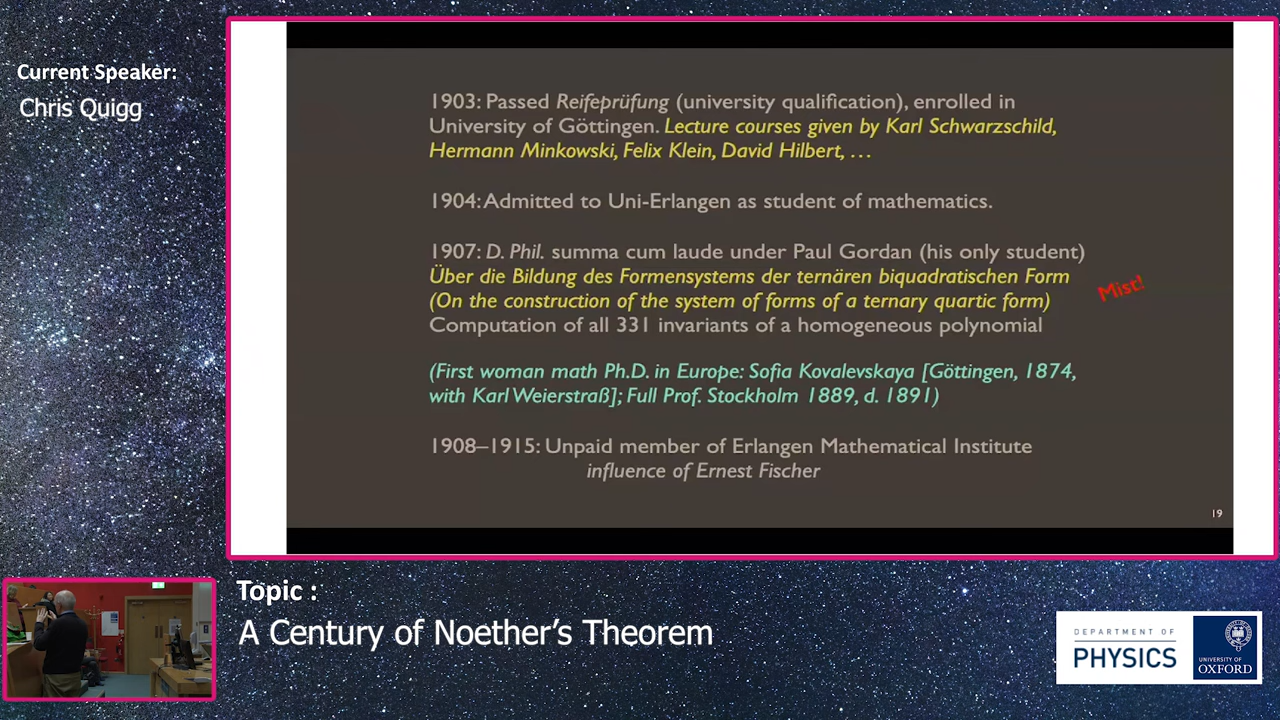 Current Speaker:
Chris Quigg
1903: Passed Reifeprüfung (university qualification), enrolled in
University of Göttingen. Lecture courses given by Karl Schwarzschild,
Hermann Minkowski, Felix Klein, David Hilbert, …
1904: Admitted to Uni-Erlangen as student of mathematics.
1907: D. Phil. summa cum laude under Paul Gordan (his only student)
Über die Bildung des Formensystems der ternären biquadratischen Form
(On the construction of the system of forms of a ternary quartic form)
Mist!
Computation of all 331 invariants of a homogeneous polynomial
(First woman math Ph.D. in Europe: Sofia Kovalevskaya [Göttingen, 1874,
with Karl Weierstraß]; Full Prof. Stockholm 1889, d. 1891)
1908–1915: Unpaid member of Erlangen Mathematical Institute
influence of Ernest Fischer
19
Topic :
A Century of Noether's Theorem
DEPARTMENT OF
PHYSICS
UNIVERSITY OF
OXFORD